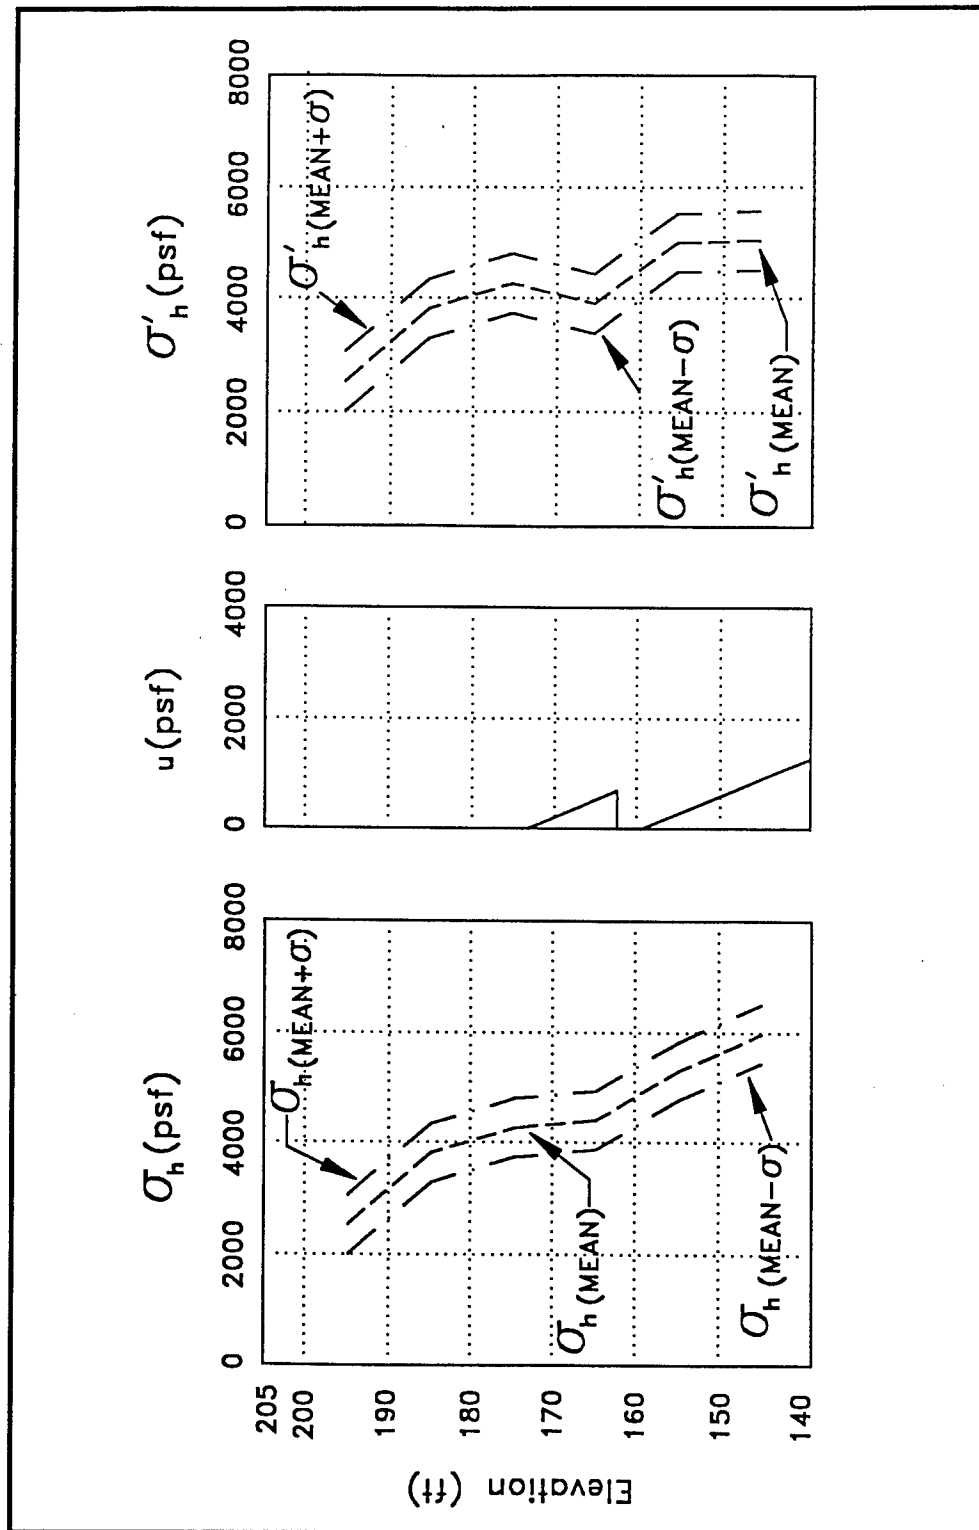 σh (psf)
u (psf)
σ'h (psf)
0 2000 4000 6000 8000
0 2000 4000
0 2000 4000 6000 8000
205
200
190
180
170
160
150
140
Elevation (ft)
σh (MEAN+σ)
σh (MEAN)
σh (MEAN−σ)
σ'h (MEAN+σ)
σ'h (MEAN−σ)
σ'h (MEAN)